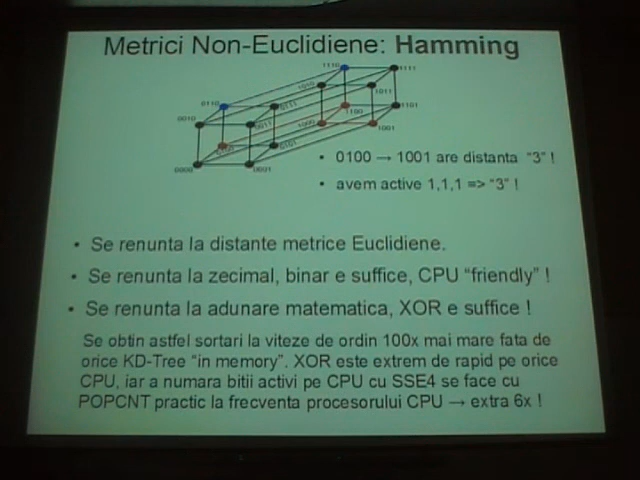 Metrici Non-Euclidiene: Hamming
1110
1111
1010
1011
0110
0111
1100
1101
0010
0011
1000
1001
0100
0101
0000
0001
• 0100 → 1001 are distanta “3” !
• avem active 1,1,1 => “3” !
• Se renunta la distante metrice Euclidiene.
• Se renunta la zecimal, binar e suffice, CPU “friendly” !
• Se renunta la adunare matematica, XOR e suffice !
Se obtin astfel sortari la viteze de ordin 100x mai mare fata de
orice KD-Tree “in memory”. XOR este extrem de rapid pe orice
CPU, iar a numara bitii activi pe CPU cu SSE4 se face cu
POPCNT practic la frecventa procesorului CPU → extra 6x !